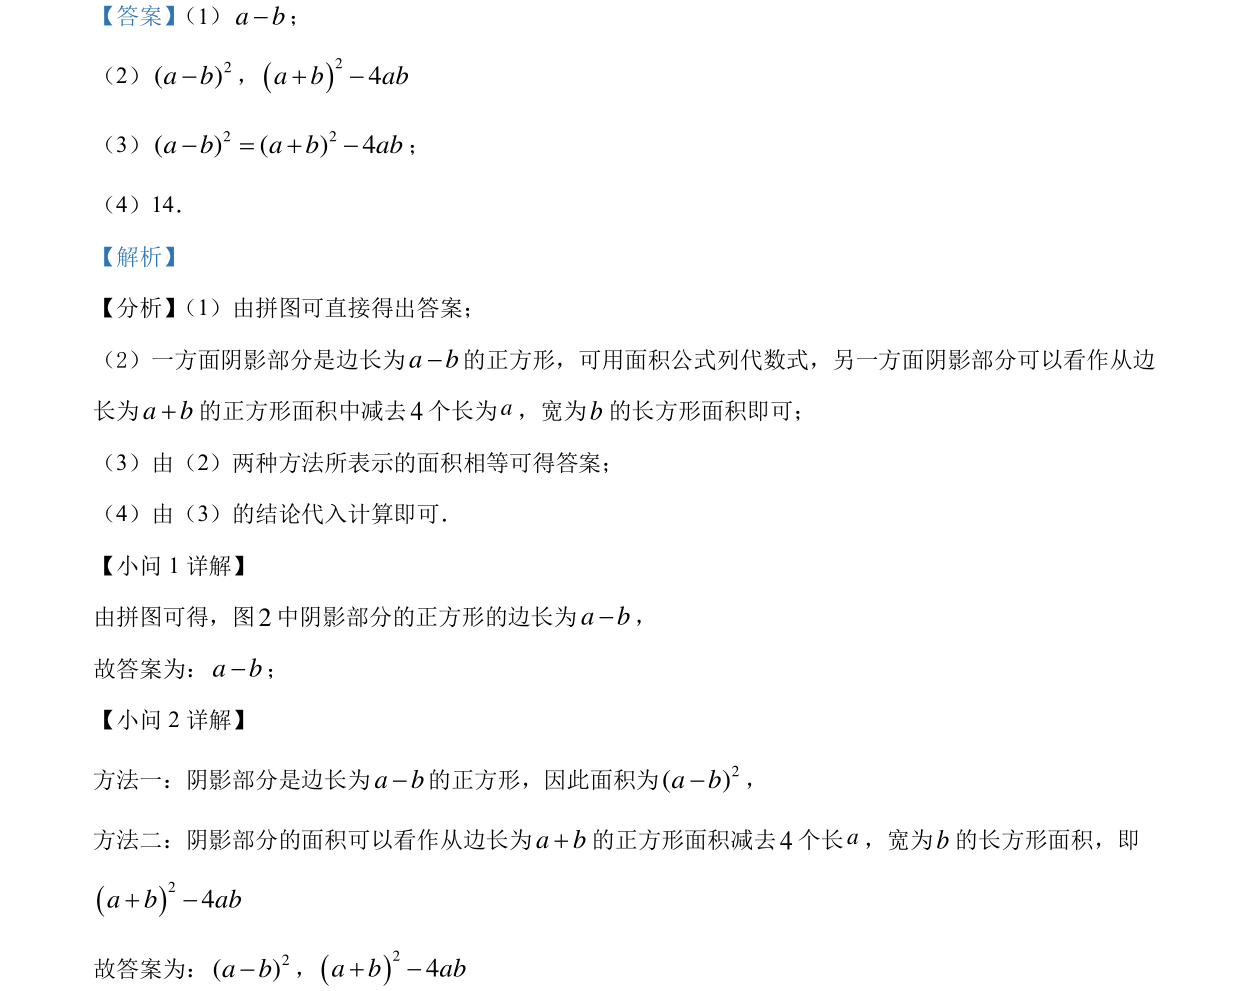 【答案】（1）a－b；
（2）(a－b)²，(a＋b)²－4ab
（3）(a－b)²＝(a＋b)²－4ab；
（4）14．
【解析】
【分析】（1）由拼图可直接得出答案；
（2）一方面阴影部分是边长为a－b的正方形，可用面积公式列代数式，另一方面阴影部分可以看作从边
长为a＋b的正方形面积中减去4个长为a，宽为b的长方形面积即可；
（3）由（2）两种方法所表示的面积相等可得答案；
（4）由（3）的结论代入计算即可．
【小问1详解】
由拼图可得，图2中阴影部分的正方形的边长为a－b，
故答案为：a－b；
【小问2详解】
方法一：阴影部分是边长为a－b的正方形，因此面积为(a－b)²，
方法二：阴影部分的面积可以看作从边长为a＋b的正方形面积减去4个长a，宽为b的长方形面积，即
(a＋b)²－4ab
故答案为：(a－b)²，(a＋b)²－4ab